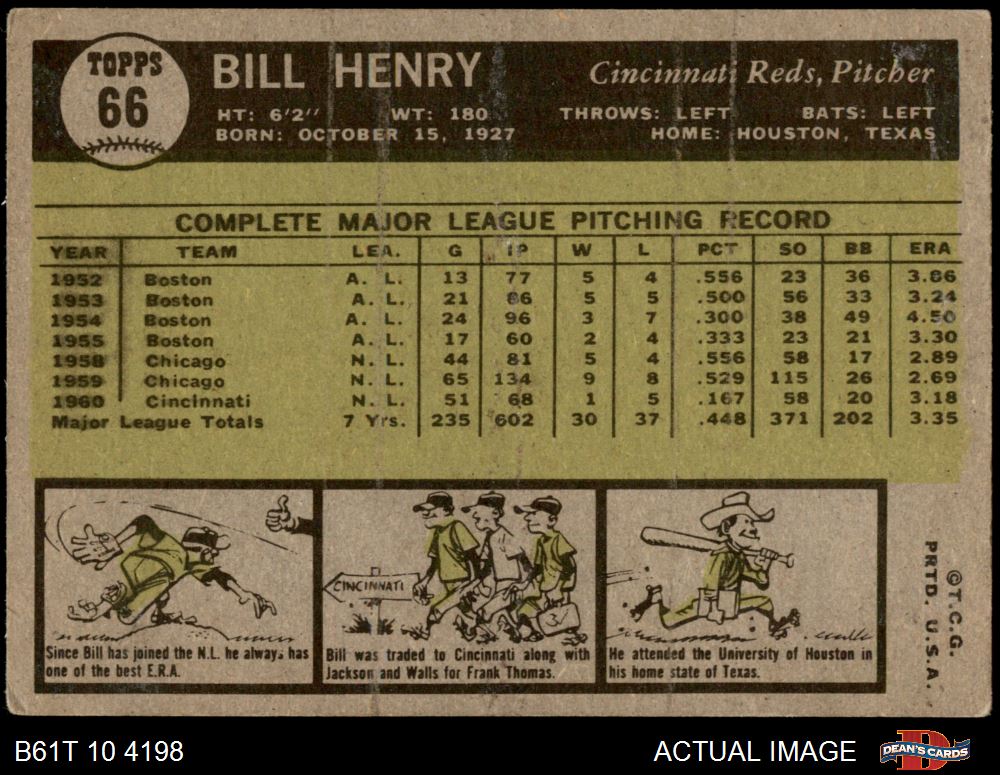 TOPPS
66
BILL HENRY
Cincinnati Reds, Pitcher
HT: 6'2" WT: 180 THROWS: LEFT BATS: LEFT
BORN: OCTOBER 15, 1927 HOME: HOUSTON, TEXAS
COMPLETE MAJOR LEAGUE PITCHING RECORD
YEAR TEAM LEA. G IP W L PCT SO BB ERA
1952 Boston A. L. 13 77 5 4 .556 23 36 3.86
1953 Boston A. L. 21 86 5 5 .500 56 33 3.24
1954 Boston A. L. 24 96 3 7 .300 38 49 4.50
1955 Boston A. L. 17 60 2 4 .333 23 21 3.30
1958 Chicago N. L. 44 81 5 4 .556 58 17 2.89
1959 Chicago N. L. 65 134 9 8 .529 115 26 2.69
1960 Cincinnati N. L. 51 68 1 5 .167 58 20 3.18
Major League Totals 7 Yrs. 235 602 30 37 .448 371 202 3.35
Since Bill has joined the N.L. he always has
one of the best E.R.A.
CINCINNATI
Bill was traded to Cincinnati along with
Jackson and Walls for Frank Thomas.
He attended the University of Houston in
his home state of Texas.
©T.C.G.
PRTD. U.S.A.
B61T 10 4198
ACTUAL IMAGE
DEAN'S CARDS